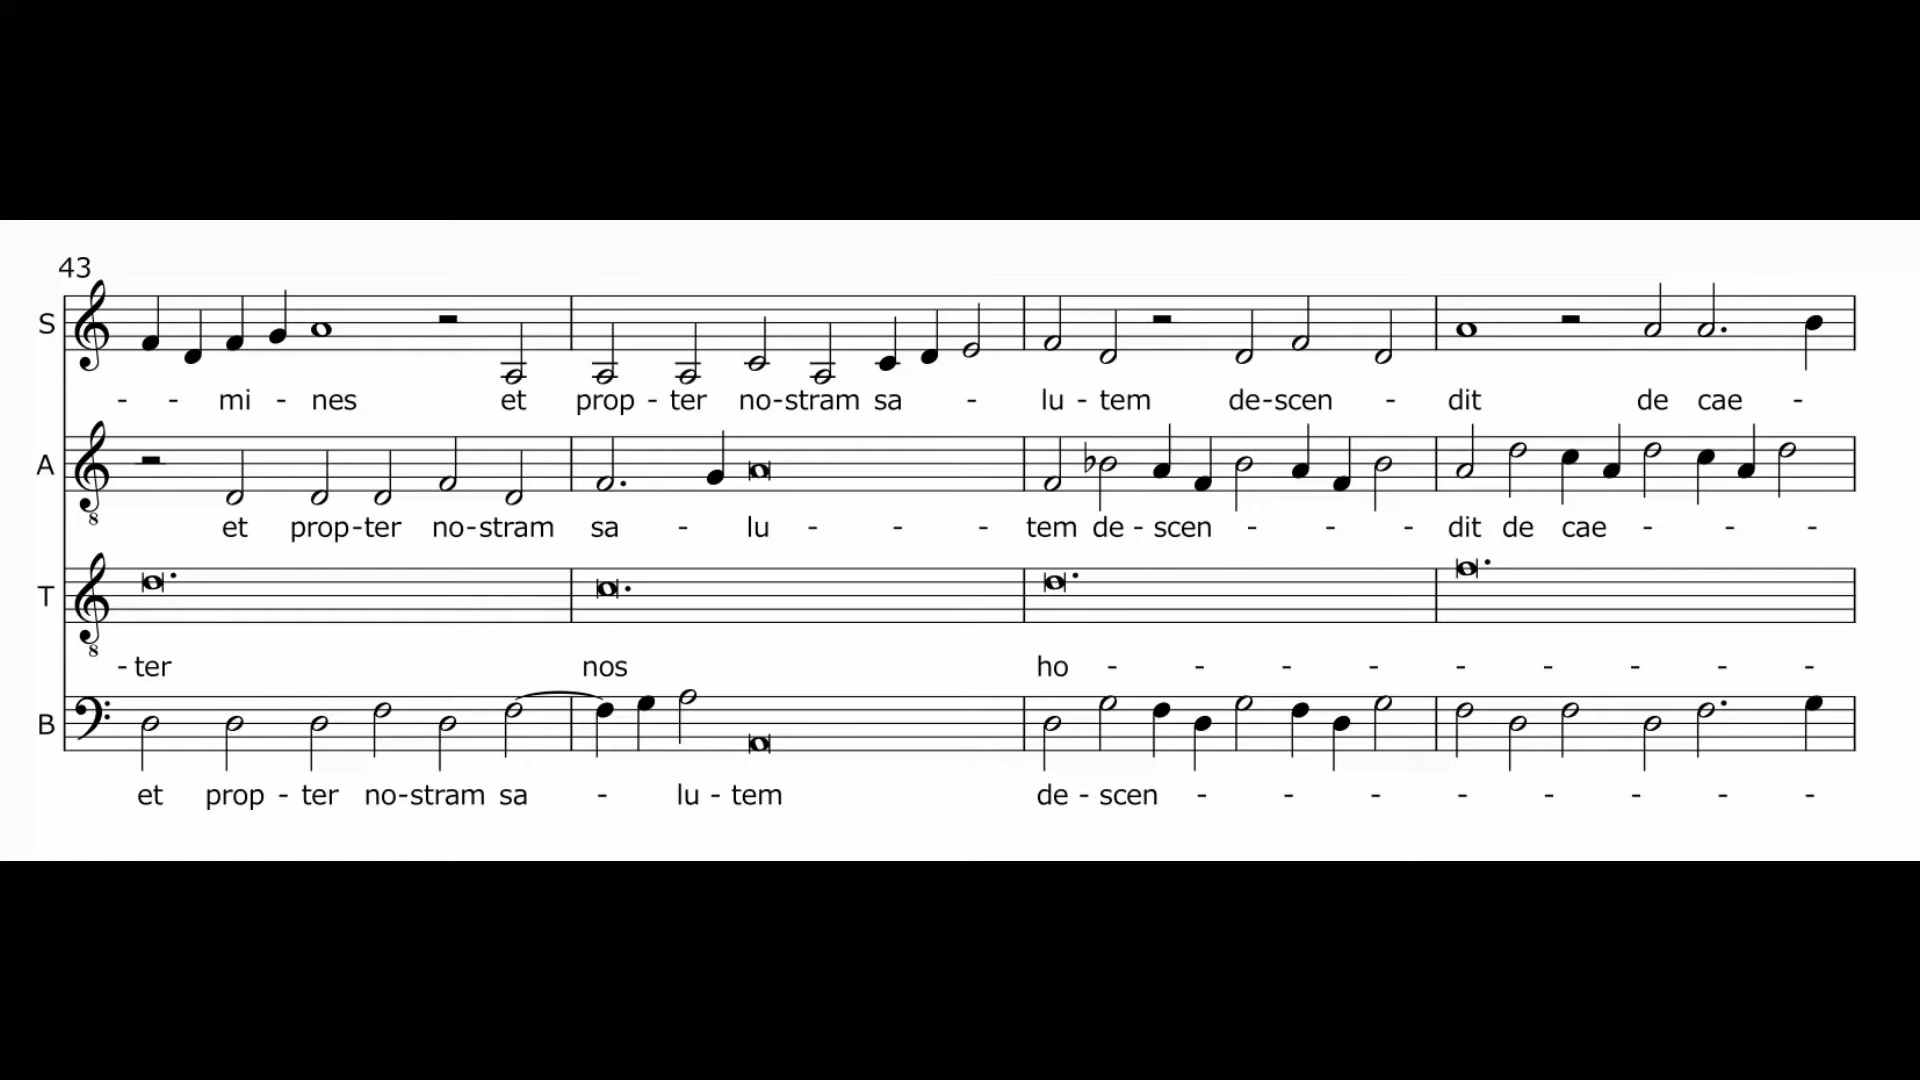 43
S
- - mi - nes et prop - ter no-stram sa - lu - tem de-scen - dit de cae -
A
8
et prop-ter no-stram sa - lu - - - tem de - scen - - - dit de cae - - -
T
8
- ter nos ho - - - - - - - - -
B
et prop - ter no-stram sa - lu - tem de - scen - - - - - - - -